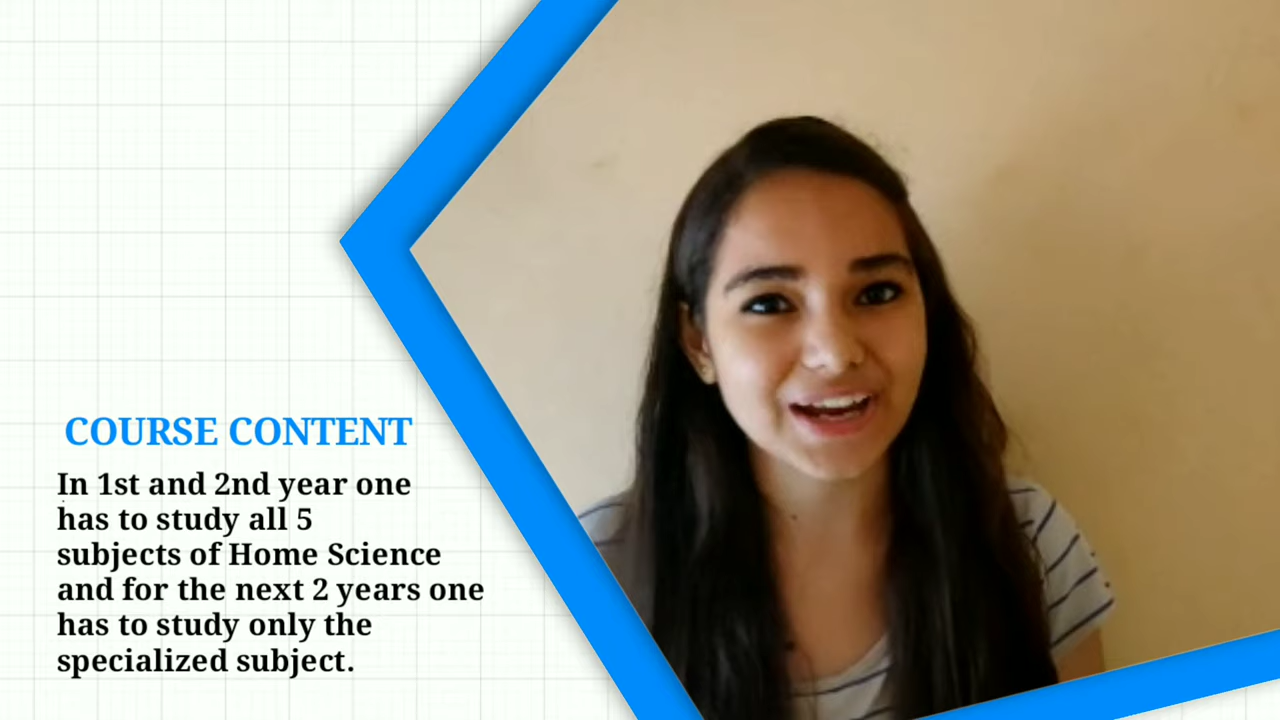 COURSE CONTENT
In 1st and 2nd year one
has to study all 5
subjects of Home Science
and for the next 2 years one
has to study only the
specialized subject.